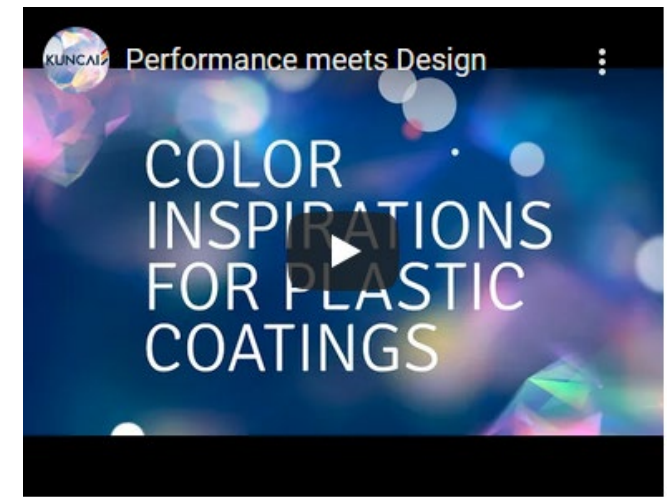 KUNCAI
Performance meets Design
COLOR
INSPIRATIONS
FOR PLASTIC
COATINGS